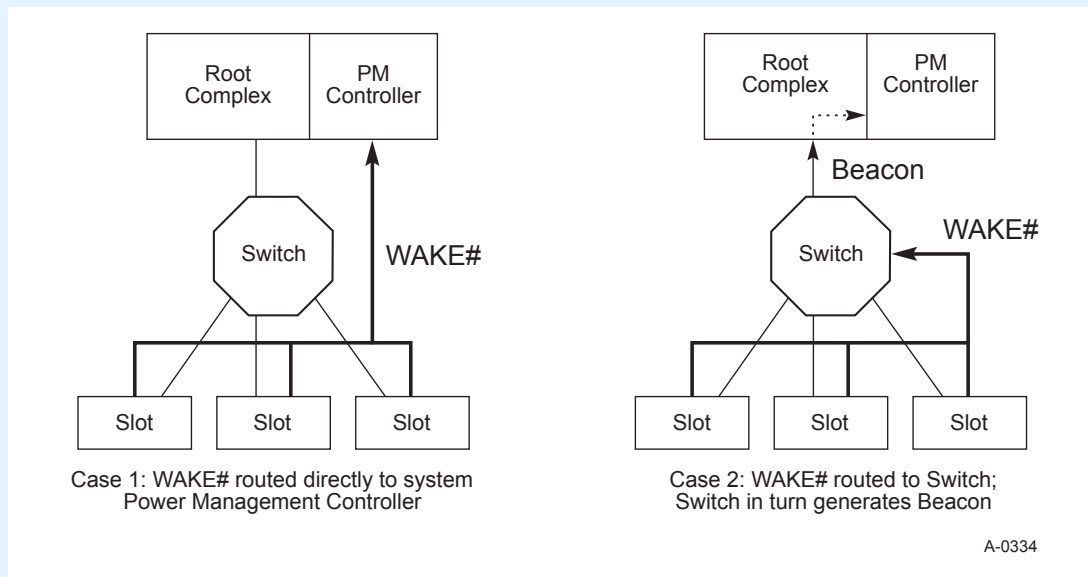 Root
Complex
PM
Controller
Switch
WAKE#
Slot
Slot
Slot
Case 1: WAKE# routed directly to system
Power Management Controller
Root
Complex
PM
Controller
Beacon
WAKE#
Switch
Slot
Slot
Slot
Case 2: WAKE# routed to Switch;
Switch in turn generates Beacon
A-0334